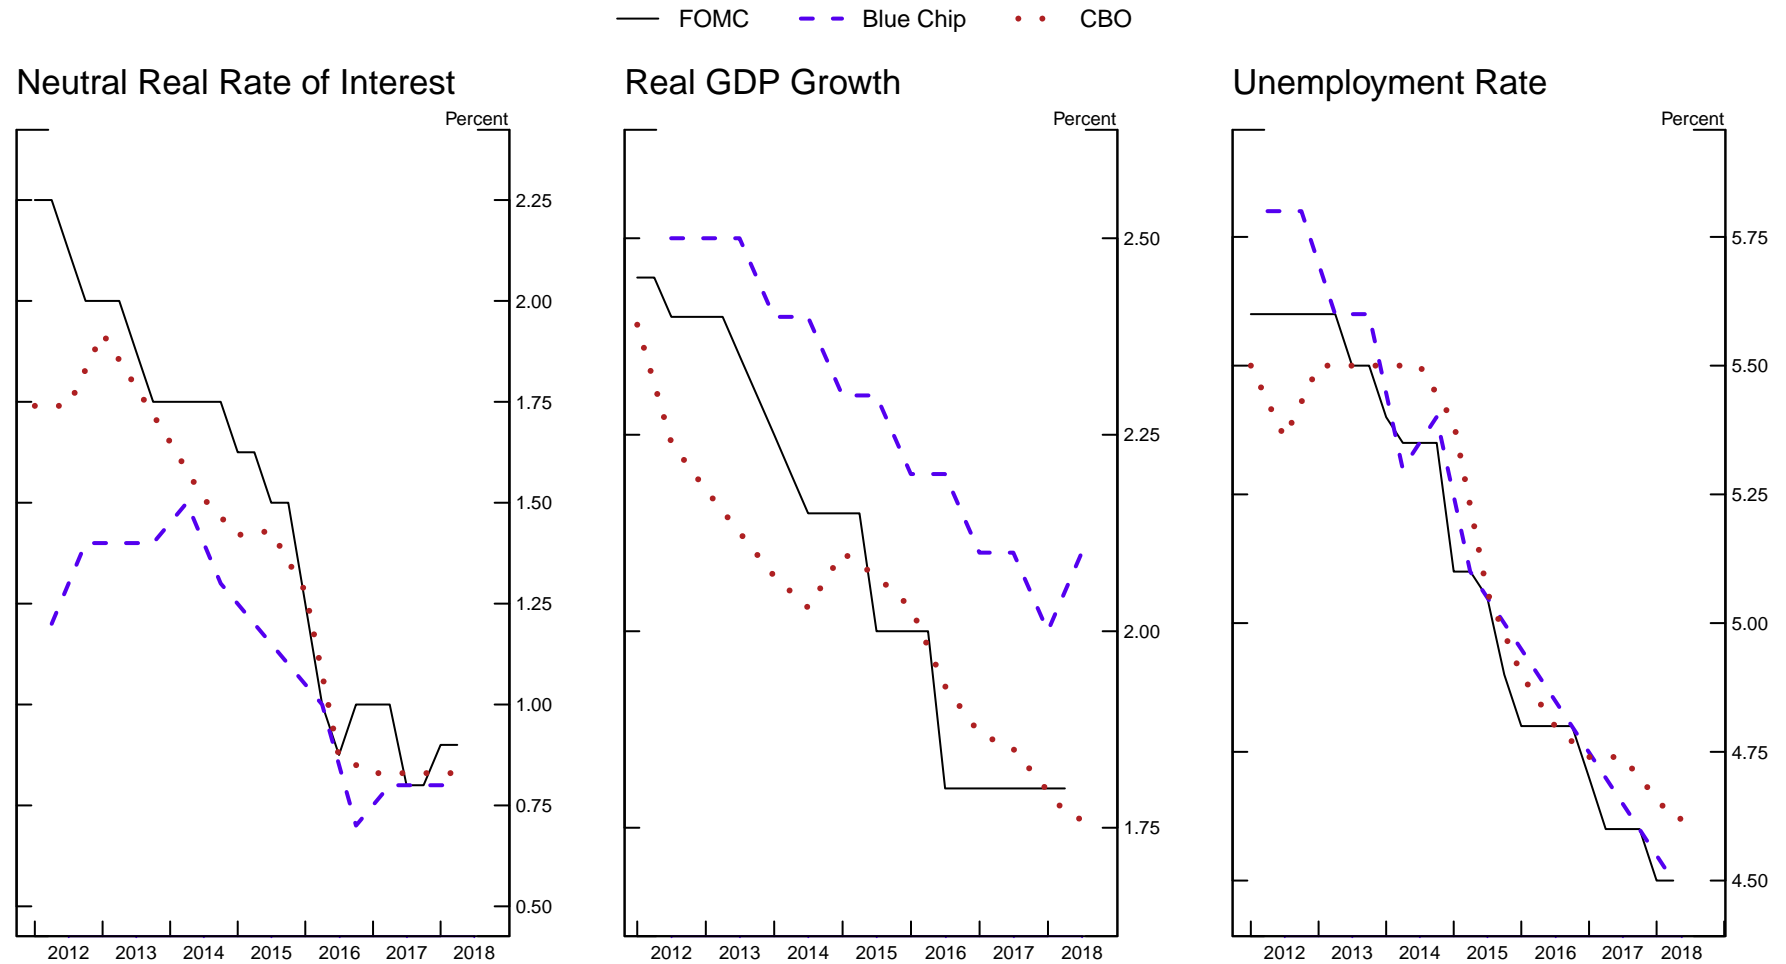 FOMC Blue Chip CBO
Neutral Real Rate of Interest
Percent
2.25
2.00
1.75
1.50
1.25
1.00
0.75
0.50
2012 2013 2014 2015 2016 2017 2018
Real GDP Growth
Percent
2.50
2.25
2.00
1.75
2012 2013 2014 2015 2016 2017 2018
Unemployment Rate
Percent
5.75
5.50
5.25
5.00
4.75
4.50
2012 2013 2014 2015 2016 2017 2018